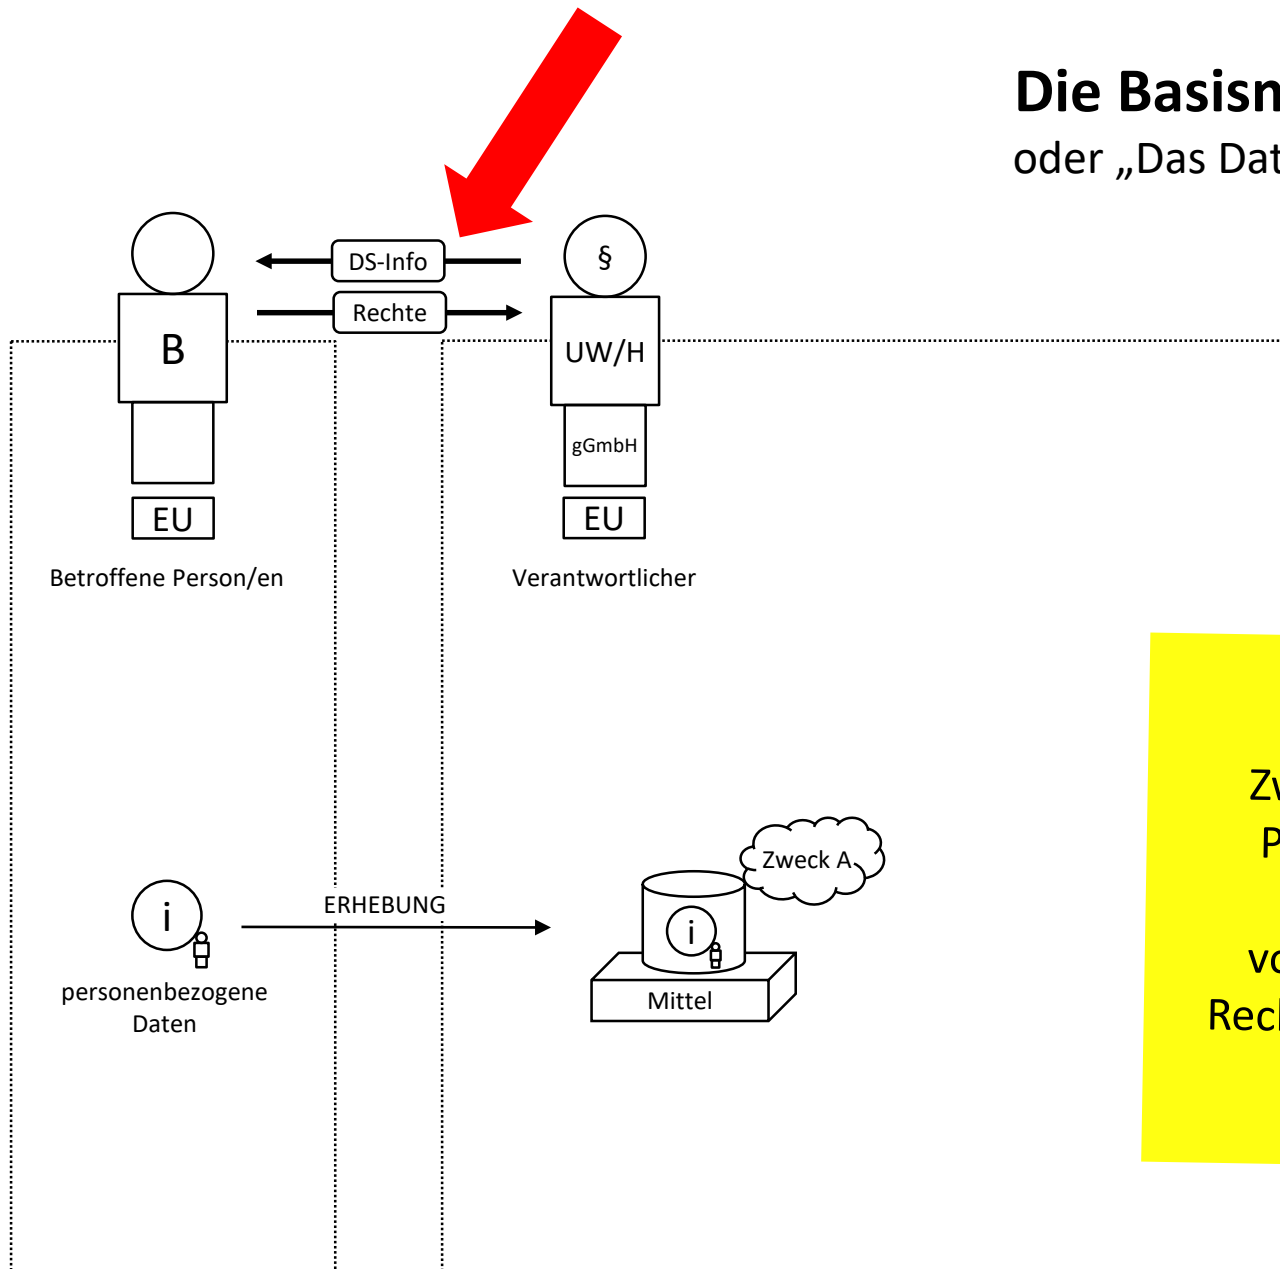 Die Basisn
oder „Das Dat
DS-Info
§
Rechte
B
UW/H
gGmbH
EU
EU
Betroffene Person/en
Verantwortlicher
Zweck A
ERHEBUNG
i
i
personenbezogene
Daten
Mittel
Zw
P
vo
Rech